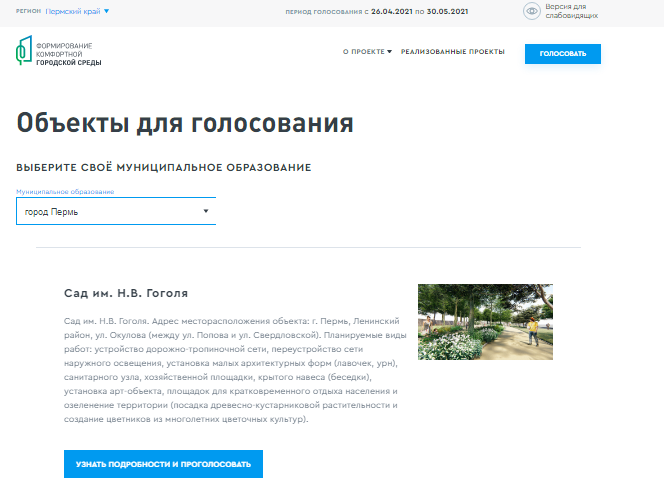 РЕГИОН Пермский край
ПЕРИОД ГОЛОСОВАНИЯ С 26.04.2021 ПО 30.05.2021
Версия для
слабовидящих
ФОРМИРОВАНИЕ
КОМФОРТНОЙ
ГОРОДСКОЙ СРЕДЫ
О ПРОЕКТЕ
РЕАЛИЗОВАННЫЕ ПРОЕКТЫ
ГОЛОСОВАТЬ
Объекты для голосования
ВЫБЕРИТЕ СВОЁ МУНИЦИПАЛЬНОЕ ОБРАЗОВАНИЕ
Муниципальное образование
город Пермь
Сад им. Н.В. Гоголя
Сад им. Н.В. Гоголя. Адрес месторасположения объекта: г. Пермь, Ленинский
район, ул. Окулова (между ул. Попова и ул. Свердловской). Планируемые виды
работ: устройство дорожно-тропиночной сети, переустройство сети
наружного освещения, установка малых архитектурных форм (лавочек, урн),
санитарного узла, хозяйственной площадки, крытого навеса (беседки),
установка арт-объекта, площадок для кратковременного отдыха населения и
озеленение территории (посадка древесно-кустарниковой растительности и
создание цветников из многолетних цветочных культур).
УЗНАТЬ ПОДРОБНОСТИ И ПРОГОЛОСОВАТЬ